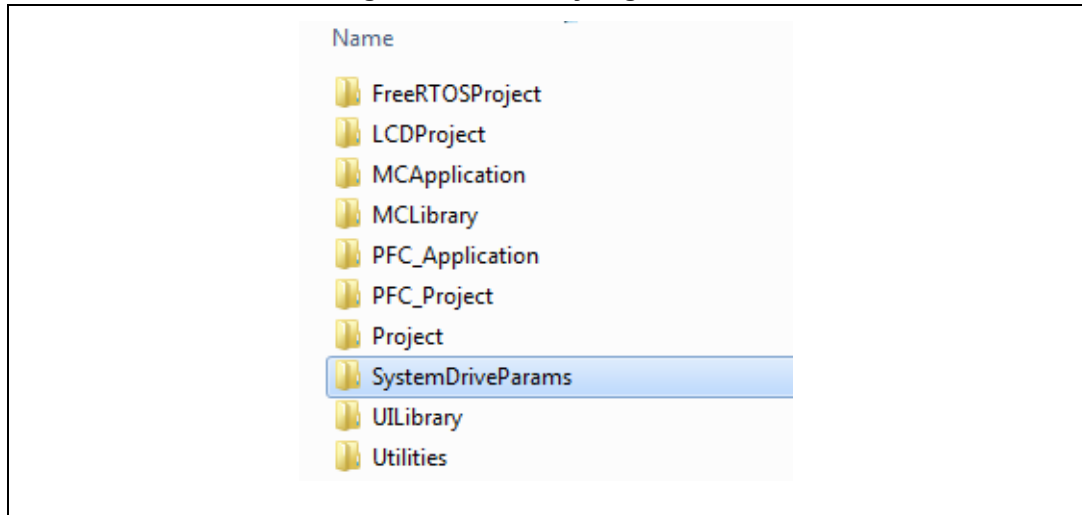 Name
FreeRTOSProject
LCDProject
MCApplication
MCLibrary
PFC_Application
PFC_Project
Project
SystemDriveParams
UILibrary
Utilities